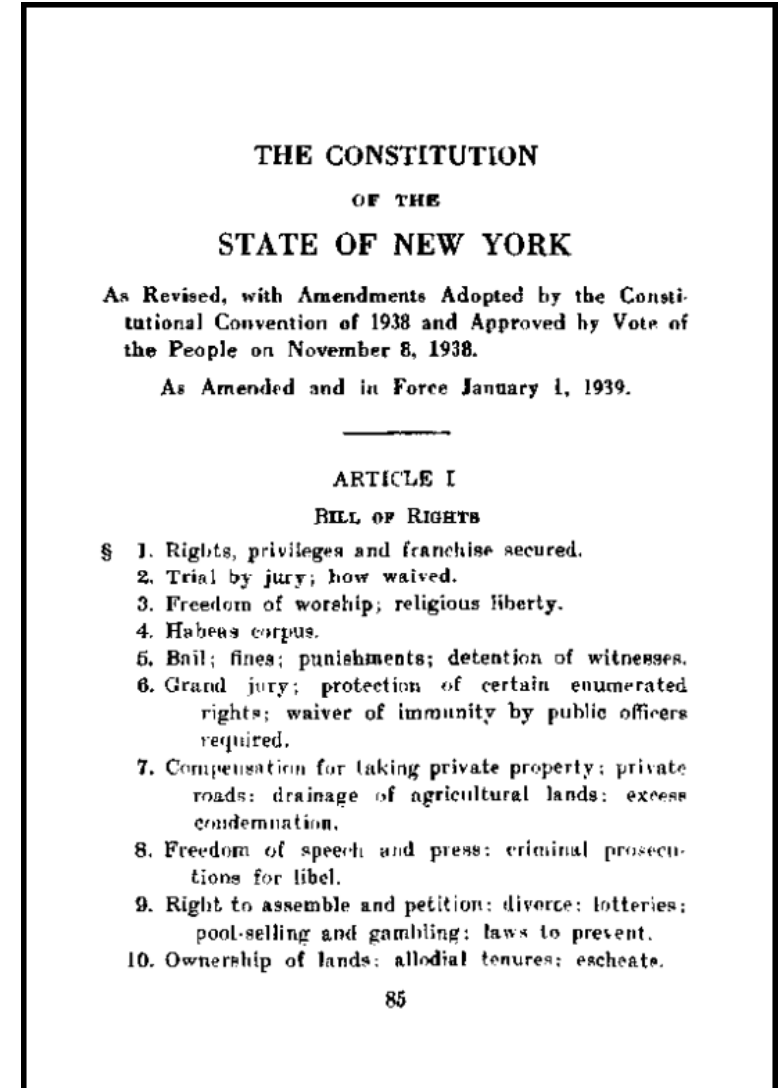 THE CONSTITUTION
OF THE
STATE OF NEW YORK
As Revised, with Amendments Adopted by the Consti-
tutional Convention of 1938 and Approved by Vote of
the People on November 8, 1938.
As Amended and in Force January 1, 1939.
ARTICLE I
BILL OF RIGHTS
§ 1. Rights, privileges and franchise secured.
2. Trial by jury; how waived.
3. Freedom of worship; religious liberty.
4. Habeas corpus.
5. Bail; fines; punishments; detention of witnesses.
6. Grand jury; protection of certain enumerated
rights; waiver of immunity by public officers
required.
7. Compensation for taking private property; private
roads; drainage of agricultural lands; excess
condemnation.
8. Freedom of speech and press; criminal prosecu-
tions for libel.
9. Right to assemble and petition; divorce; lotteries;
pool-selling and gambling; laws to prevent.
10. Ownership of lands; allodial tenures; escheats.
85